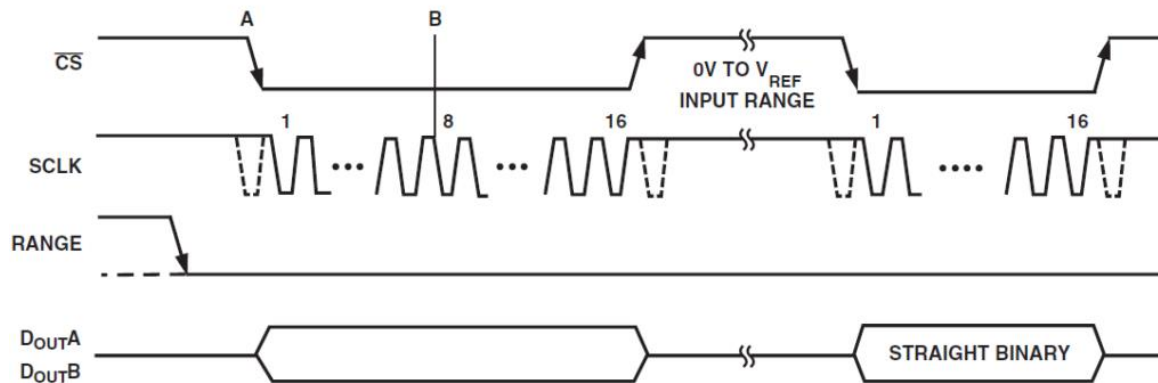 A B
CS
0V TO VREF
INPUT RANGE
1 8 16 1 16
SCLK
RANGE
DOUTA
STRAIGHT BINARY
DOUTB